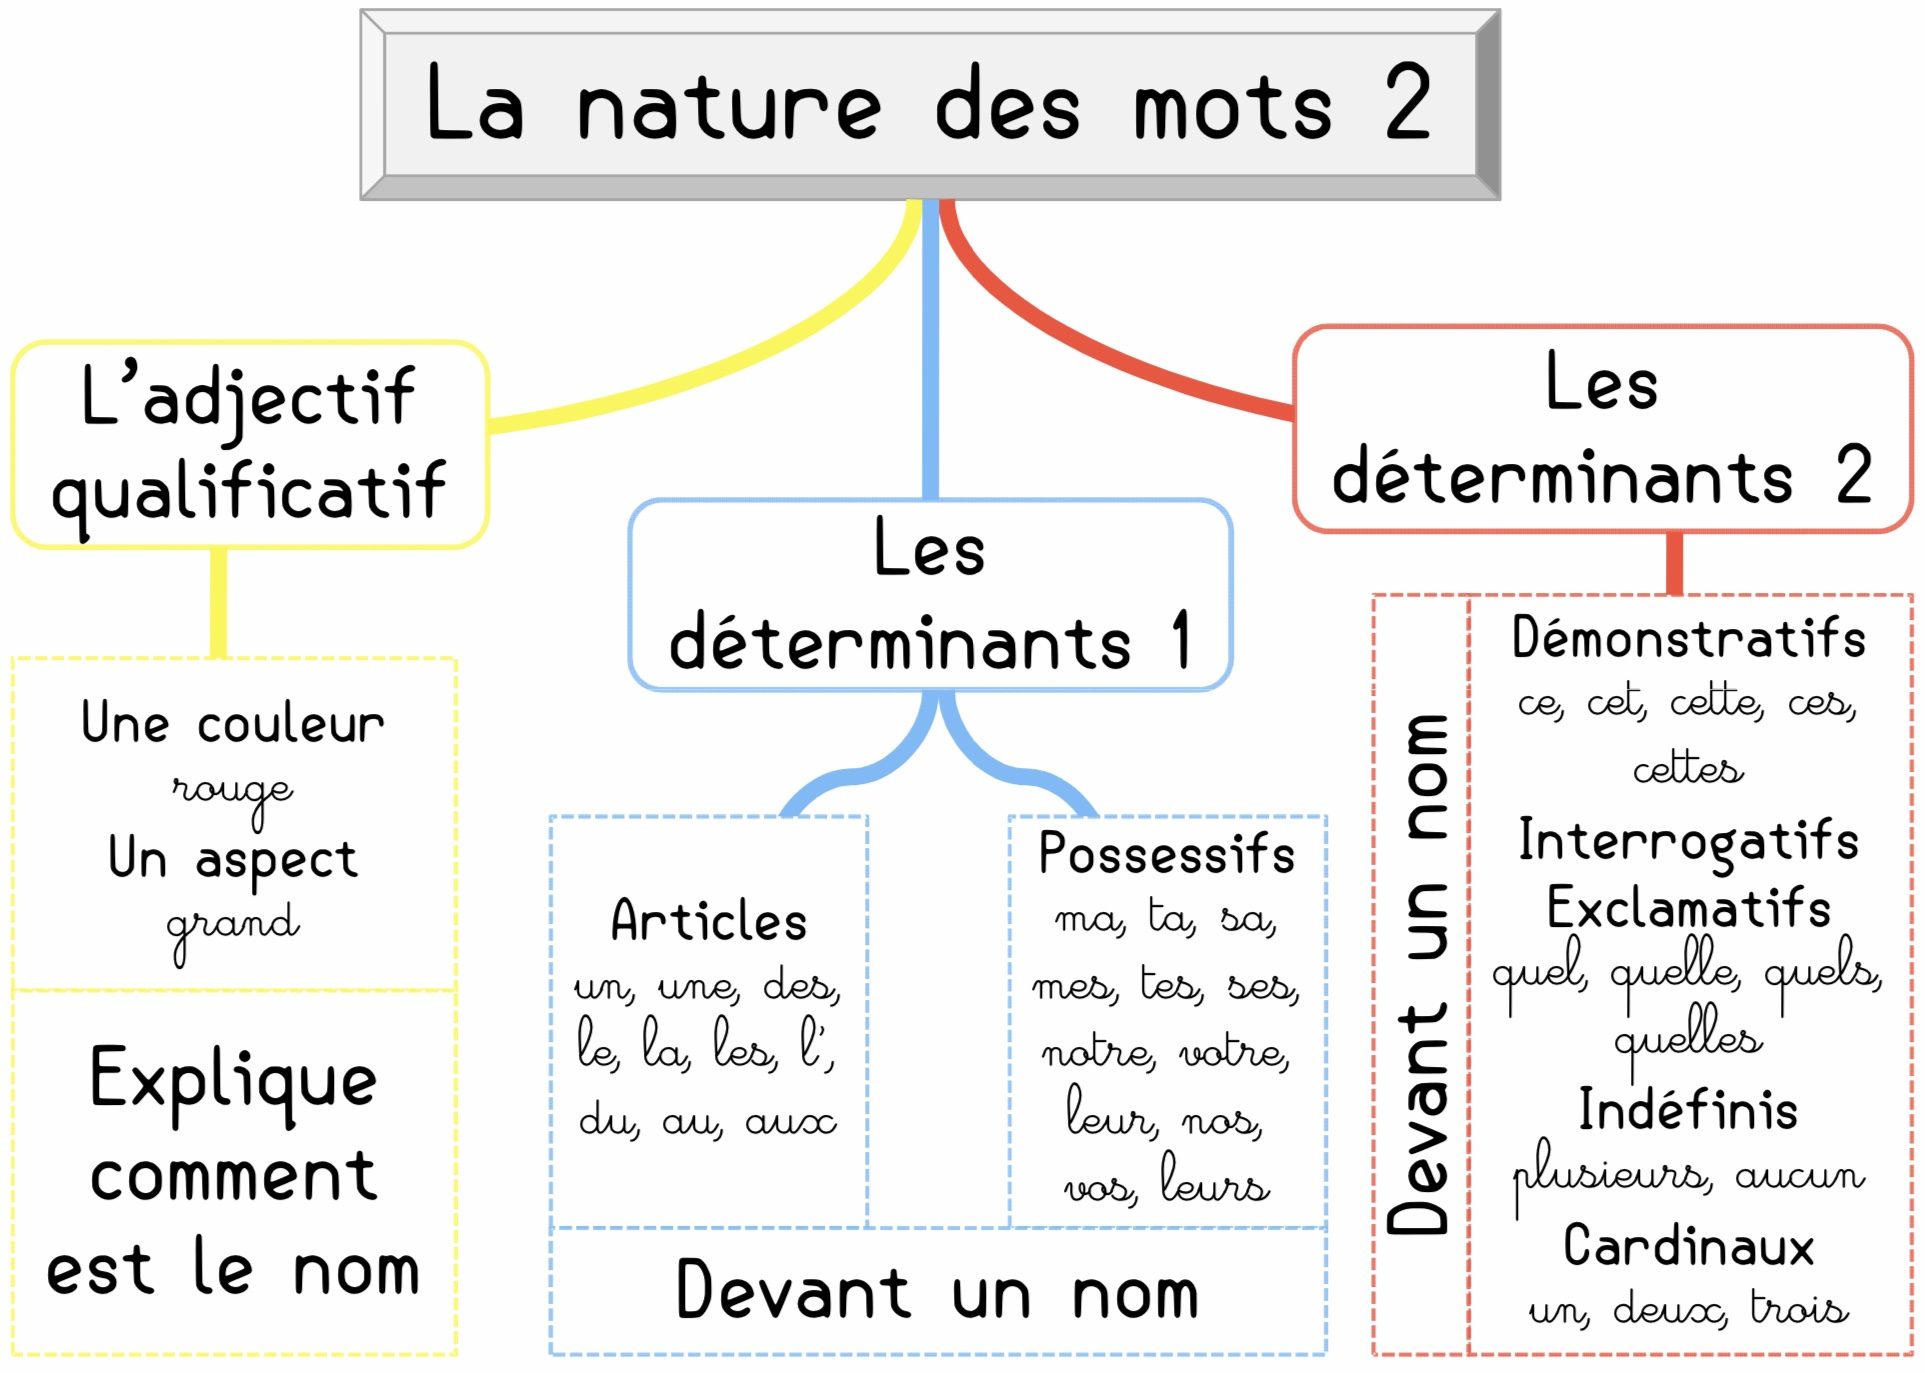 La nature des mots 2
L’adjectif
qualificatif
Une couleur
rouge
Un aspect
grand
Explique
comment
est le nom
Les
déterminants 1
Articles
un, une, des,
le, la, les, l’,
du, au, aux
Possessifs
ma, ta, sa,
mes, tes, ses,
notre, votre,
leur, nos,
vos, leurs
Devant un nom
Les
déterminants 2
Devant un nom
Démonstratifs
ce, cet, cette, ces,
cettes
Interrogatifs
Exclamatifs
quel, quelle, quels,
quelles
Indéfinis
plusieurs, aucun
Cardinaux
un, deux, trois